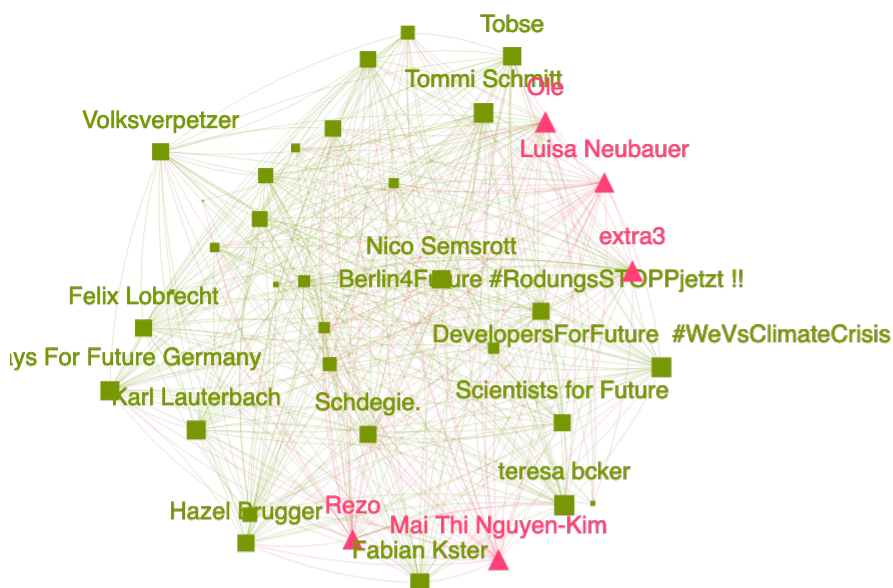 Tobse
Tommi Schmitt
Ole
Volksverpetzer
Luisa Neubauer
extra3
Nico Semsrott
Berlin4Future #RodungsSTOPPjetzt !!
Felix Lobrecht
DevelopersForFuture #WeVsClimateCrisis
ays For Future Germany
Karl Lauterbach
Schdegie.
Scientists for Future
teresa bcker
Hazel Brugger
Rezo
Mai Thi Nguyen-Kim
Fabian Kster